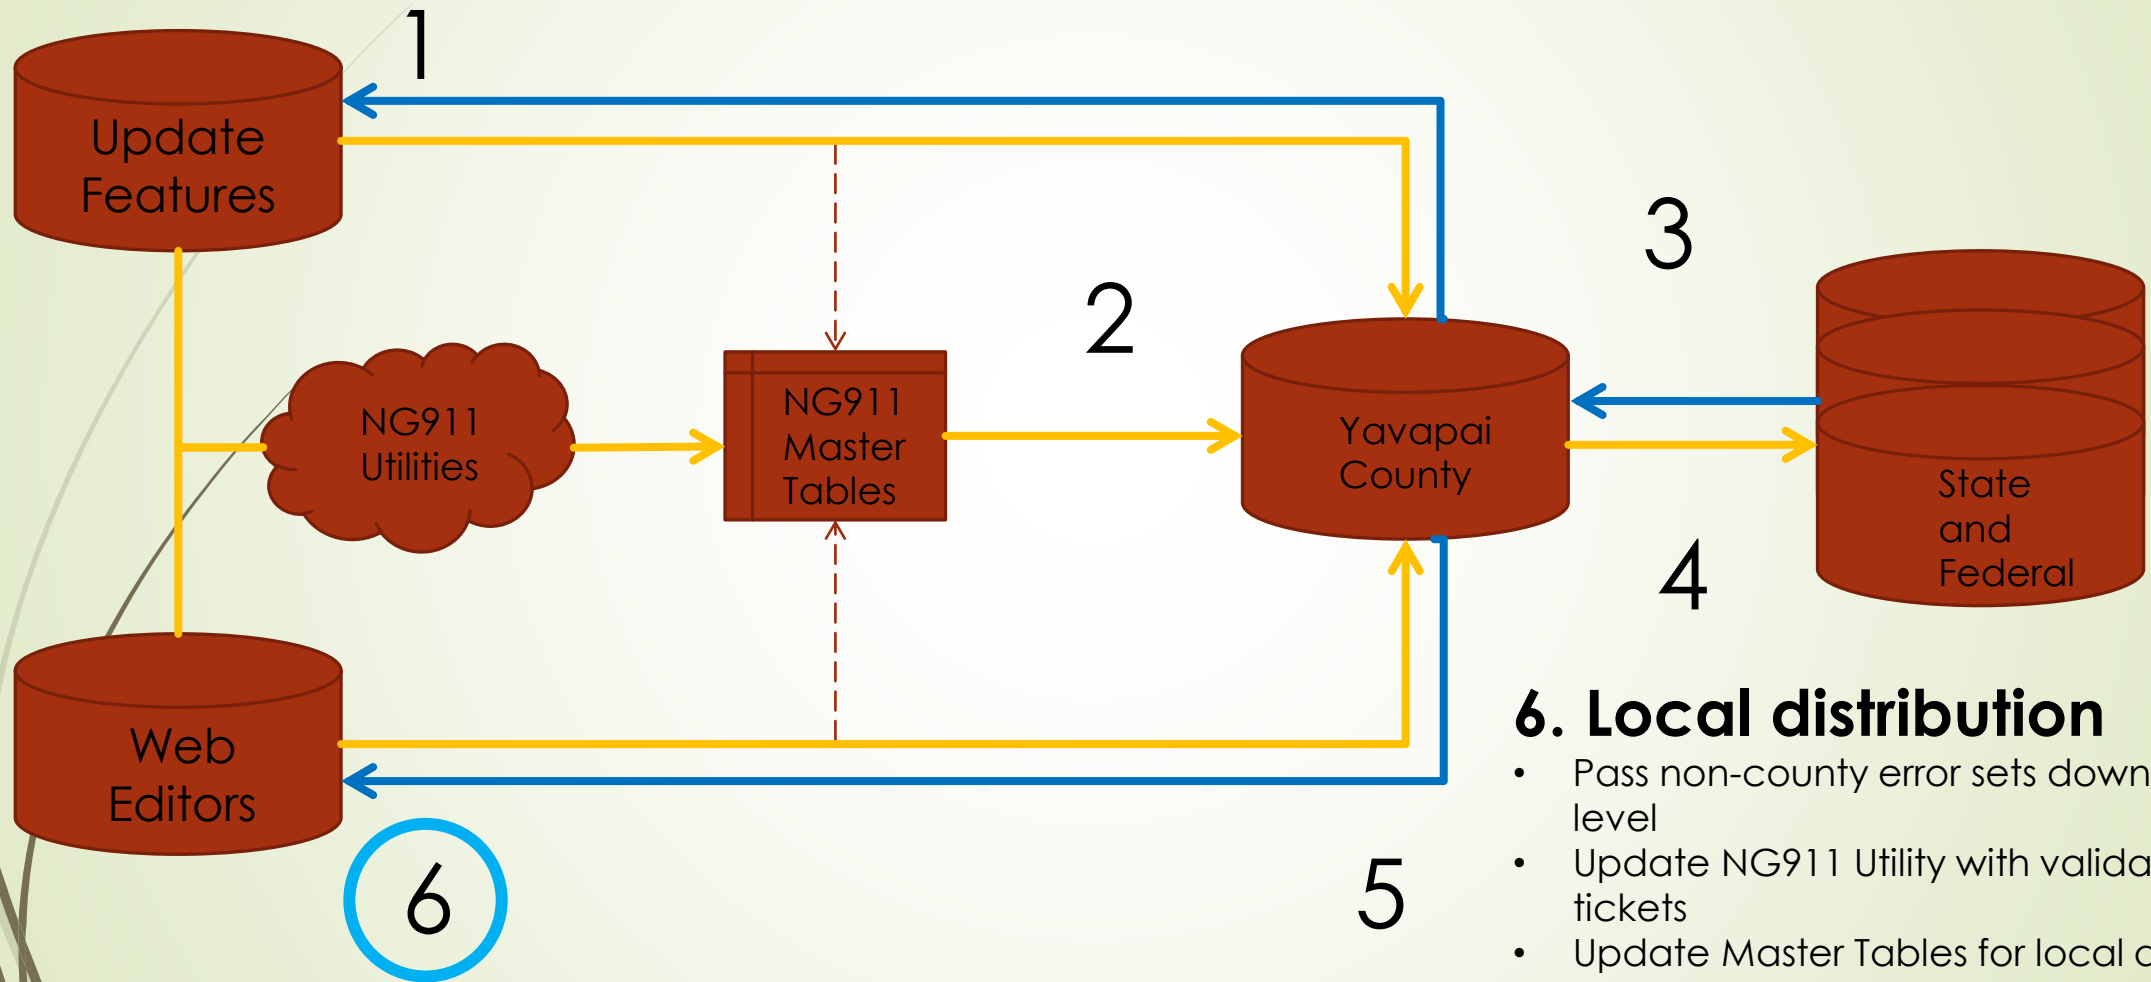 1
Update
Features
2
3
NG911
Utilities
NG911
Master
Tables
Yavapai
County
State
and
Federal
4
Web
Editors
6
5
6. Local distribution
• Pass non-county error sets down
level
• Update NG911 Utility with valida
tickets
• Update Master Tables for local